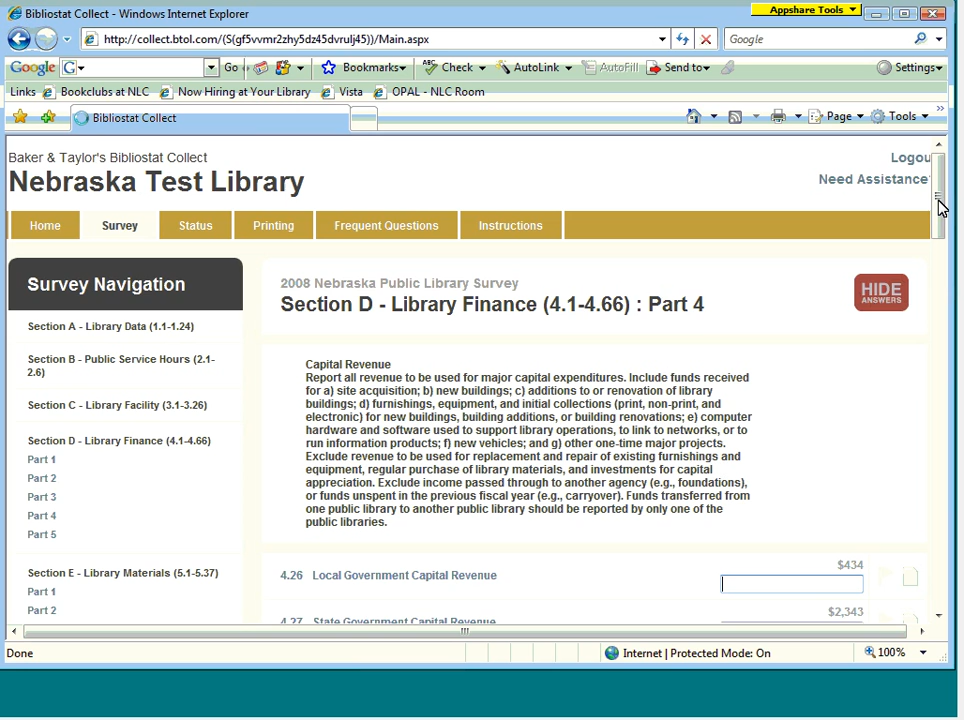 Bibliostat Collect - Windows Internet Explorer
Appshare Tools
http://collect.btol.com/(S(gf5vvmr2zhy5dz45dvrulj45))/Main.aspx
Google
Google G Go Bookmarks ABC Check AutoLink AutoFill Send to Settings
Links Bookclubs at NLC Now Hiring at Your Library Vista OPAL - NLC Room
Bibliostat Collect Page Tools
Baker & Taylor's Bibliostat Collect
Logou
Nebraska Test Library
Need Assistance
Home Survey Status Printing Frequent Questions Instructions
Survey Navigation
Section A - Library Data (1.1-1.24)
Section B - Public Service Hours (2.1-
2.6)
Section C - Library Facility (3.1-3.26)
Section D - Library Finance (4.1-4.66)
Part 1
Part 2
Part 3
Part 4
Part 5
Section E - Library Materials (5.1-5.37)
Part 1
Part 2
2008 Nebraska Public Library Survey
Section D - Library Finance (4.1-4.66) : Part 4
HIDE
ANSWERS
Capital Revenue
Report all revenue to be used for major capital expenditures. Include funds received
for a) site acquisition; b) new buildings; c) additions to or renovation of library
buildings; d) furnishings, equipment, and initial collections (print, non-print, and
electronic) for new buildings, building additions, or building renovations; e) computer
hardware and software used to support library operations, to link to networks, or to
run information products; f) new vehicles; and g) other one-time major projects.
Exclude revenue to be used for replacement and repair of existing furnishings and
equipment, regular purchase of library materials, and investments for capital
appreciation. Exclude income passed through to another agency (e.g., foundations),
or funds unspent in the previous fiscal year (e.g., carryover). Funds transferred from
one public library to another public library should be reported by only one of the
public libraries.
$434
4.26 Local Government Capital Revenue
$2,343
4.27 State Government Capital Revenue
Done
Internet | Protected Mode: On
100%